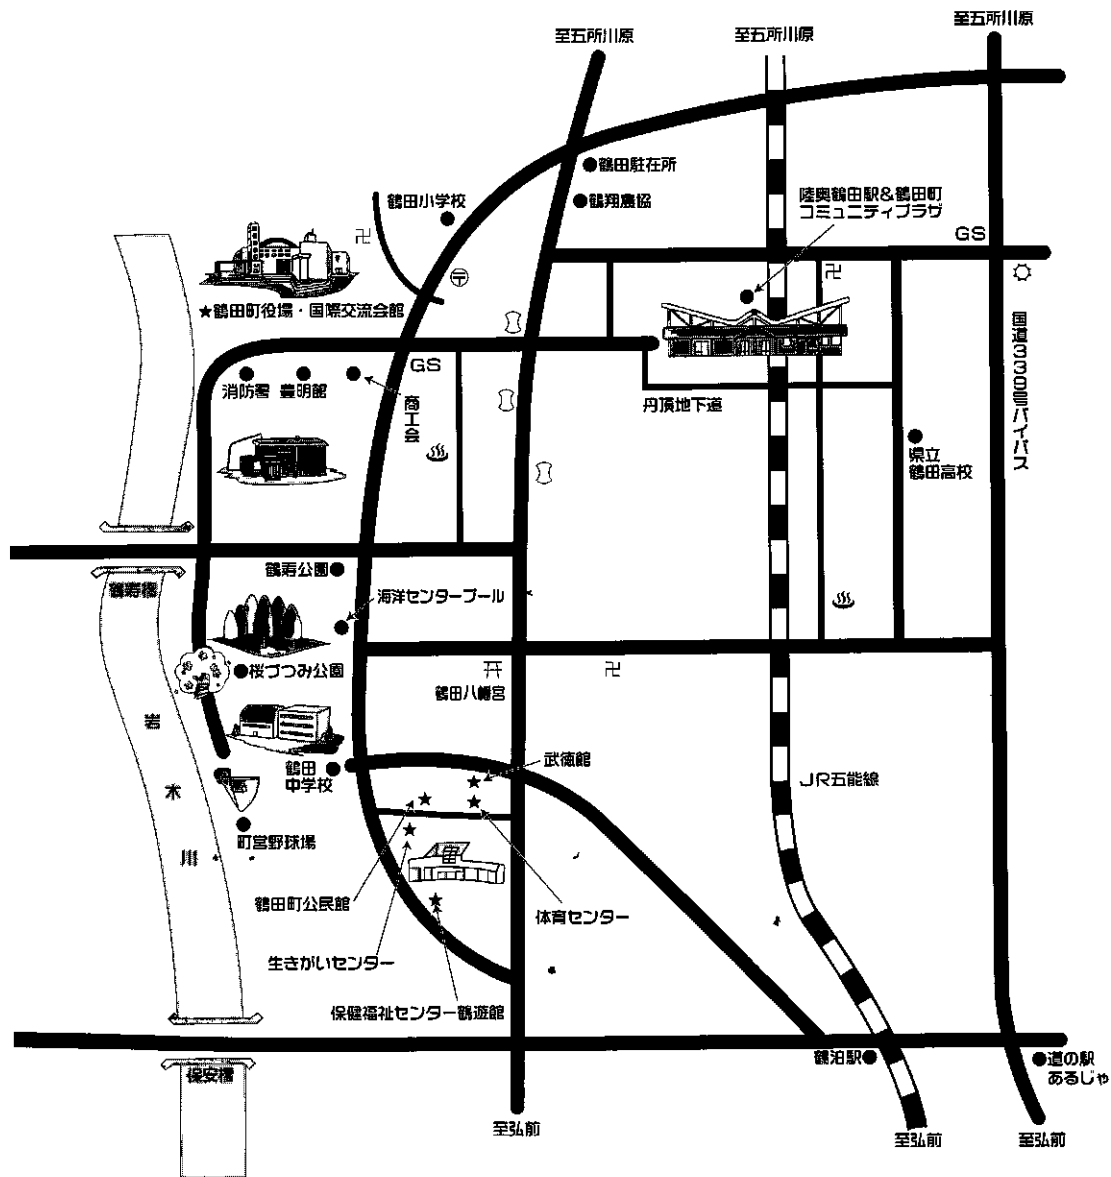 至五所川原
至五所川原
至五所川原
鶴田駐在所
鶴翔農協
鶴田小学校
陸奥鶴田駅&鶴田町
コミュニティプラザ
GS
★鶴田町役場・国際交流会館
国道339号バイパス
GS
消防署
豊明館
商工会
丹頂地下道
県立
鶴田高校
鶴寿公園
鶴寿橋
海洋センタープール
桜づつみ公園
鶴田八幡宮
岩木川
鶴田
中学校
武徳館
JR五能線
町営野球場
鶴田町公民館
体育センター
生きがいセンター
保健福祉センター鶴遊館
保安橋
鶴泊駅
道の駅
あるじゃ
至弘前
至弘前
至弘前